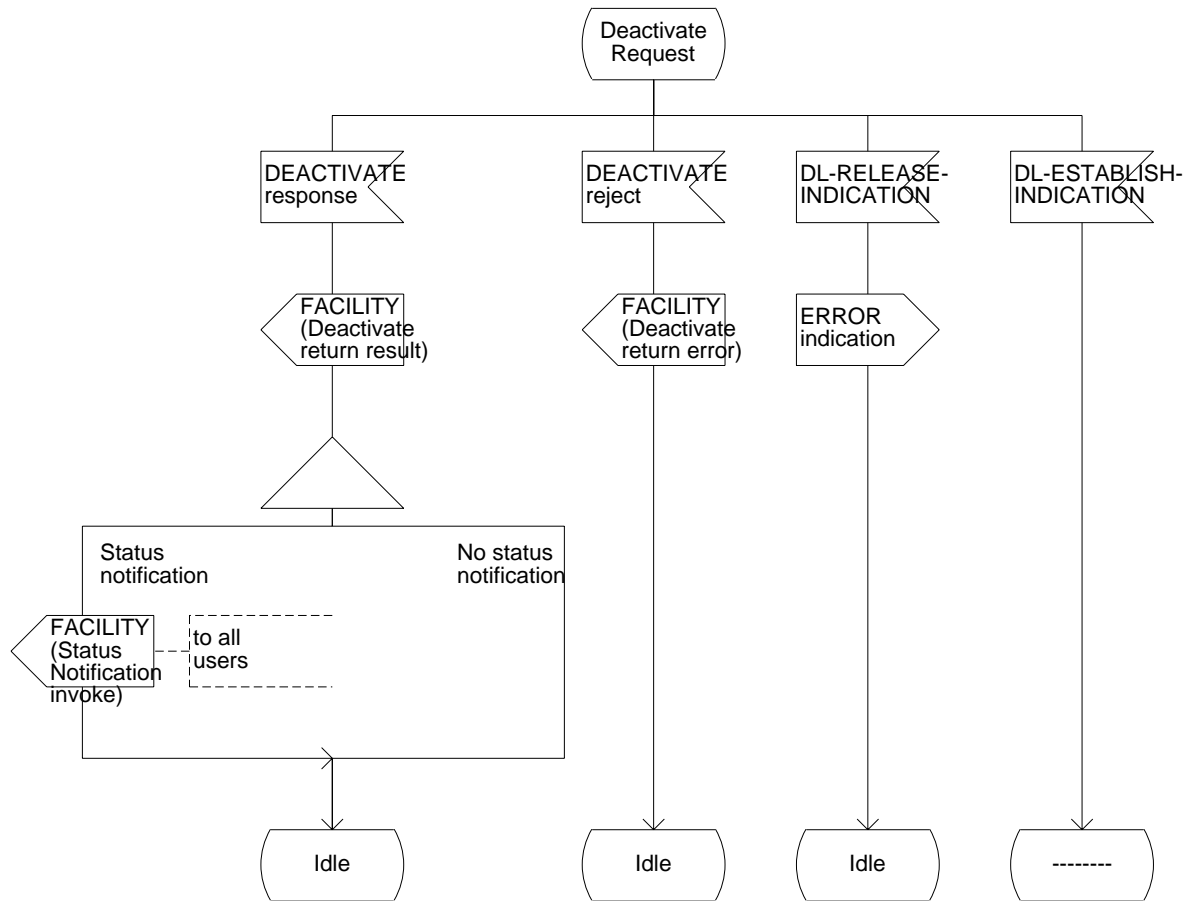 Deactivate
Request
DEACTIVATE
response
DEACTIVATE
reject
DL-RELEASE-
INDICATION
DL-ESTABLISH-
INDICATION
FACILITY
(Deactivate
return result)
FACILITY
(Deactivate
return error)
ERROR
indication
Status
notification
No status
notification
FACILITY
(Status
Notification
invoke)
to all
users
Idle
Idle
Idle
--------